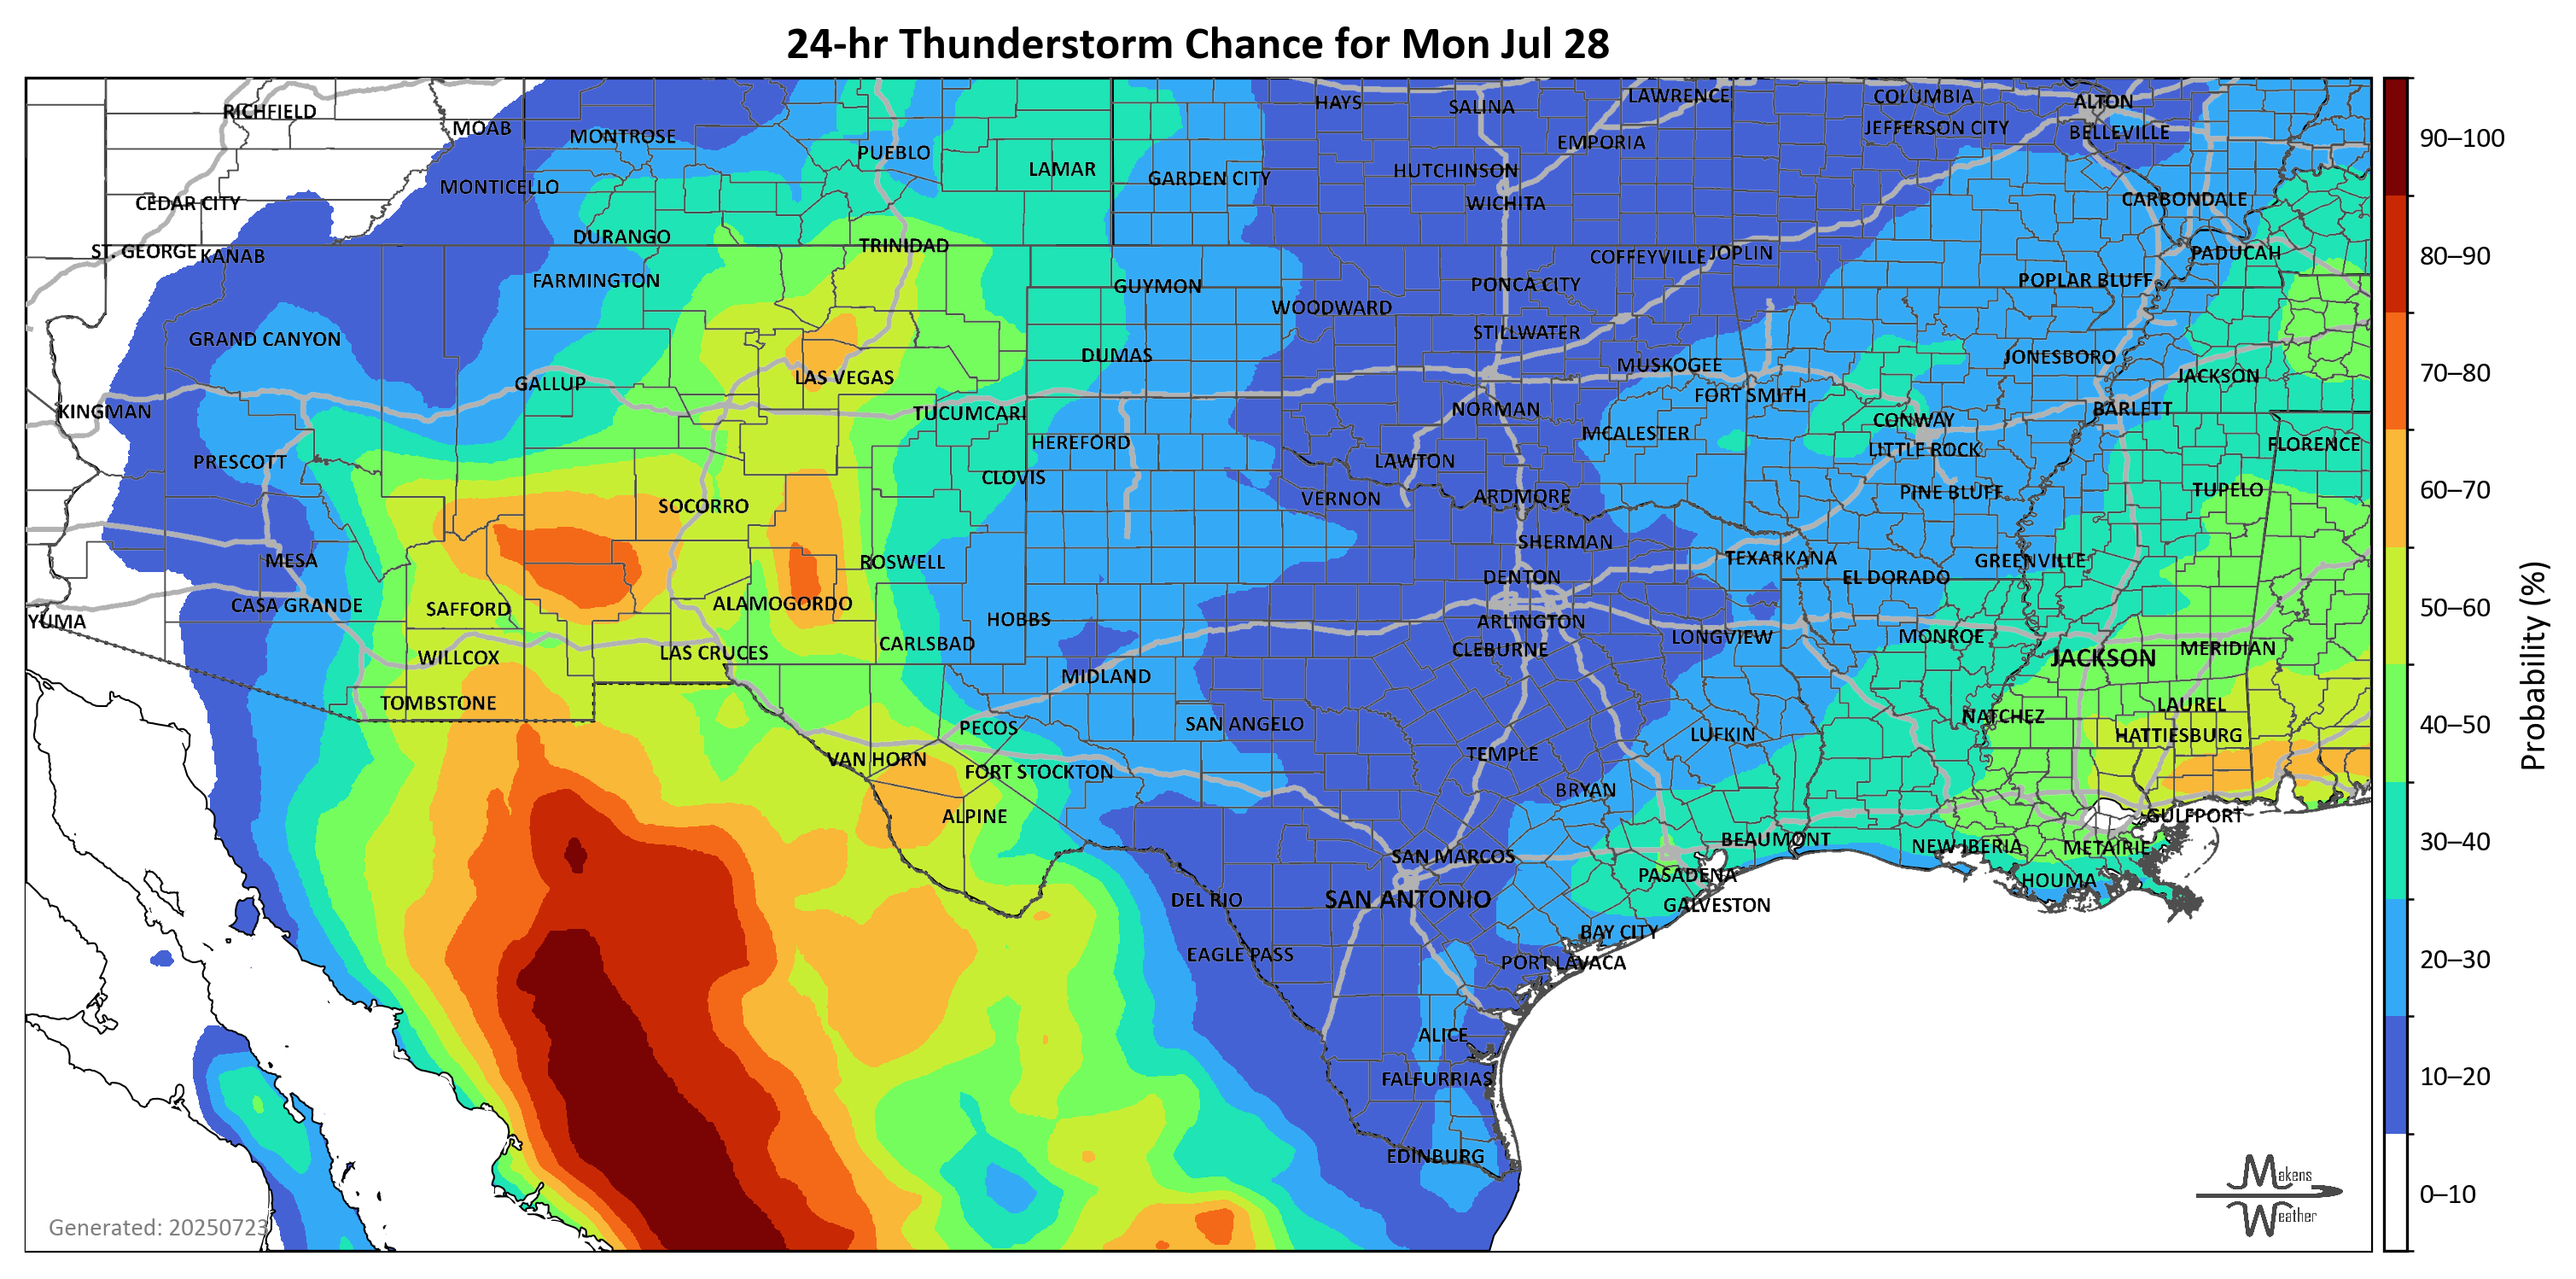 24-hr Thunderstorm Chance for Mon Jul 28
RICHFIELD
MOAB
MONTROSE
PUEBLO
LAMAR
GARDEN CITY
HAYS
SALINA
LAWRENCE
EMPORIA
COLUMBIA
JEFFERSON CITY
ALTON
BELLEVILLE
90–100
CEDAR CITY
MONTICELLO
HUTCHINSON
WICHITA
CARBONDALE
ST. GEORGE
KANAB
DURANGO
TRINIDAD
COFFEYVILLE
JOPLIN
PADUCAH
80–90
FARMINGTON
GUYMON
WOODWARD
PONCA CITY
POPLAR BLUFF
GRAND CANYON
STILLWATER
DUMAS
MUSKOGEE
JONESBORO
GALLUP
LAS VEGAS
FORT SMITH
JACKSON
70–80
KINGMAN
TUCUMCARI
NORMAN
CONWAY
BARLETT
HEREFORD
MCALESTER
LITTLE ROCK
FLORENCE
PRESCOTT
CLOVIS
LAWTON
SOCORRO
VERNON
ARDMORE
PINE BLUFF
TUPELO
60–70
MESA
ROSWELL
SHERMAN
TEXARKANA
GREENVILLE
CASA GRANDE
SAFFORD
ALAMOGORDO
DENTON
EL DORADO
50–60
YUMA
HOBBS
ARLINGTON
WILLCOX
LAS CRUCES
CARLSBAD
CLEBURNE
LONGVIEW
MONROE
JACKSON
MERIDIAN
TOMBSTONE
MIDLAND
LAUREL
PECOS
SAN ANGELO
NATCHEZ
40–50
VAN HORN
TEMPLE
LUFKIN
HATTIESBURG
FORT STOCKTON
BRYAN
ALPINE
GULFPORT
SAN MARCOS
BEAUMONT
NEW IBERIA
METAIRIE
30–40
DEL RIO
SAN ANTONIO
PASADENA
HOUMA
GALVESTON
BAY CITY
EAGLE PASS
PORT LAVACA
20–30
ALICE
FALFURRIAS
10–20
EDINBURG
0–10
Probability (%)
Makens
Weather
Generated: 20250723